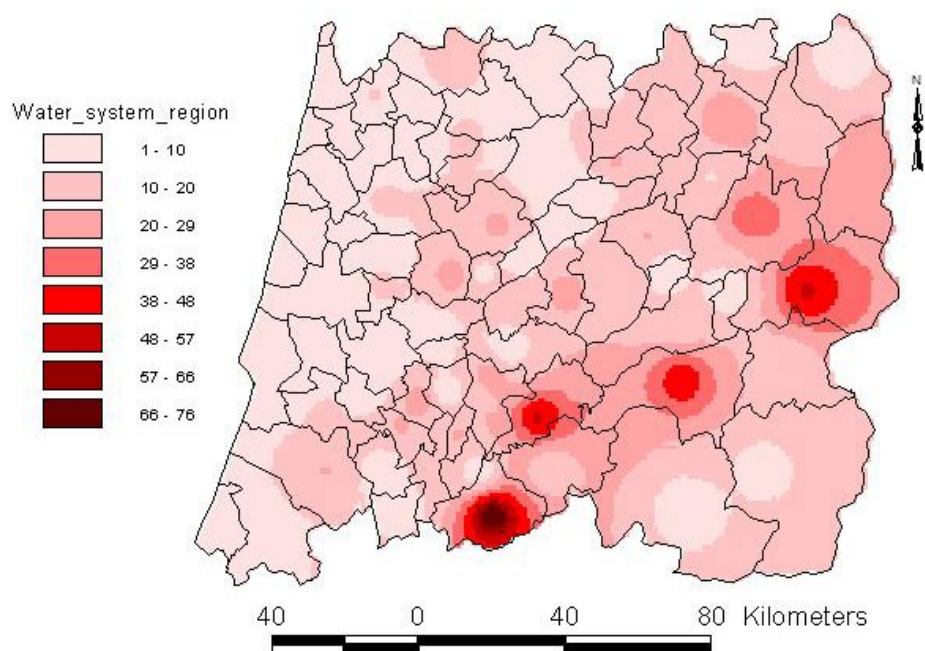 N
Water_system_region
1 - 10
10 - 20
20 - 29
29 - 38
38 - 48
48 - 57
57 - 66
66 - 76
40 0 40 80 Kilometers